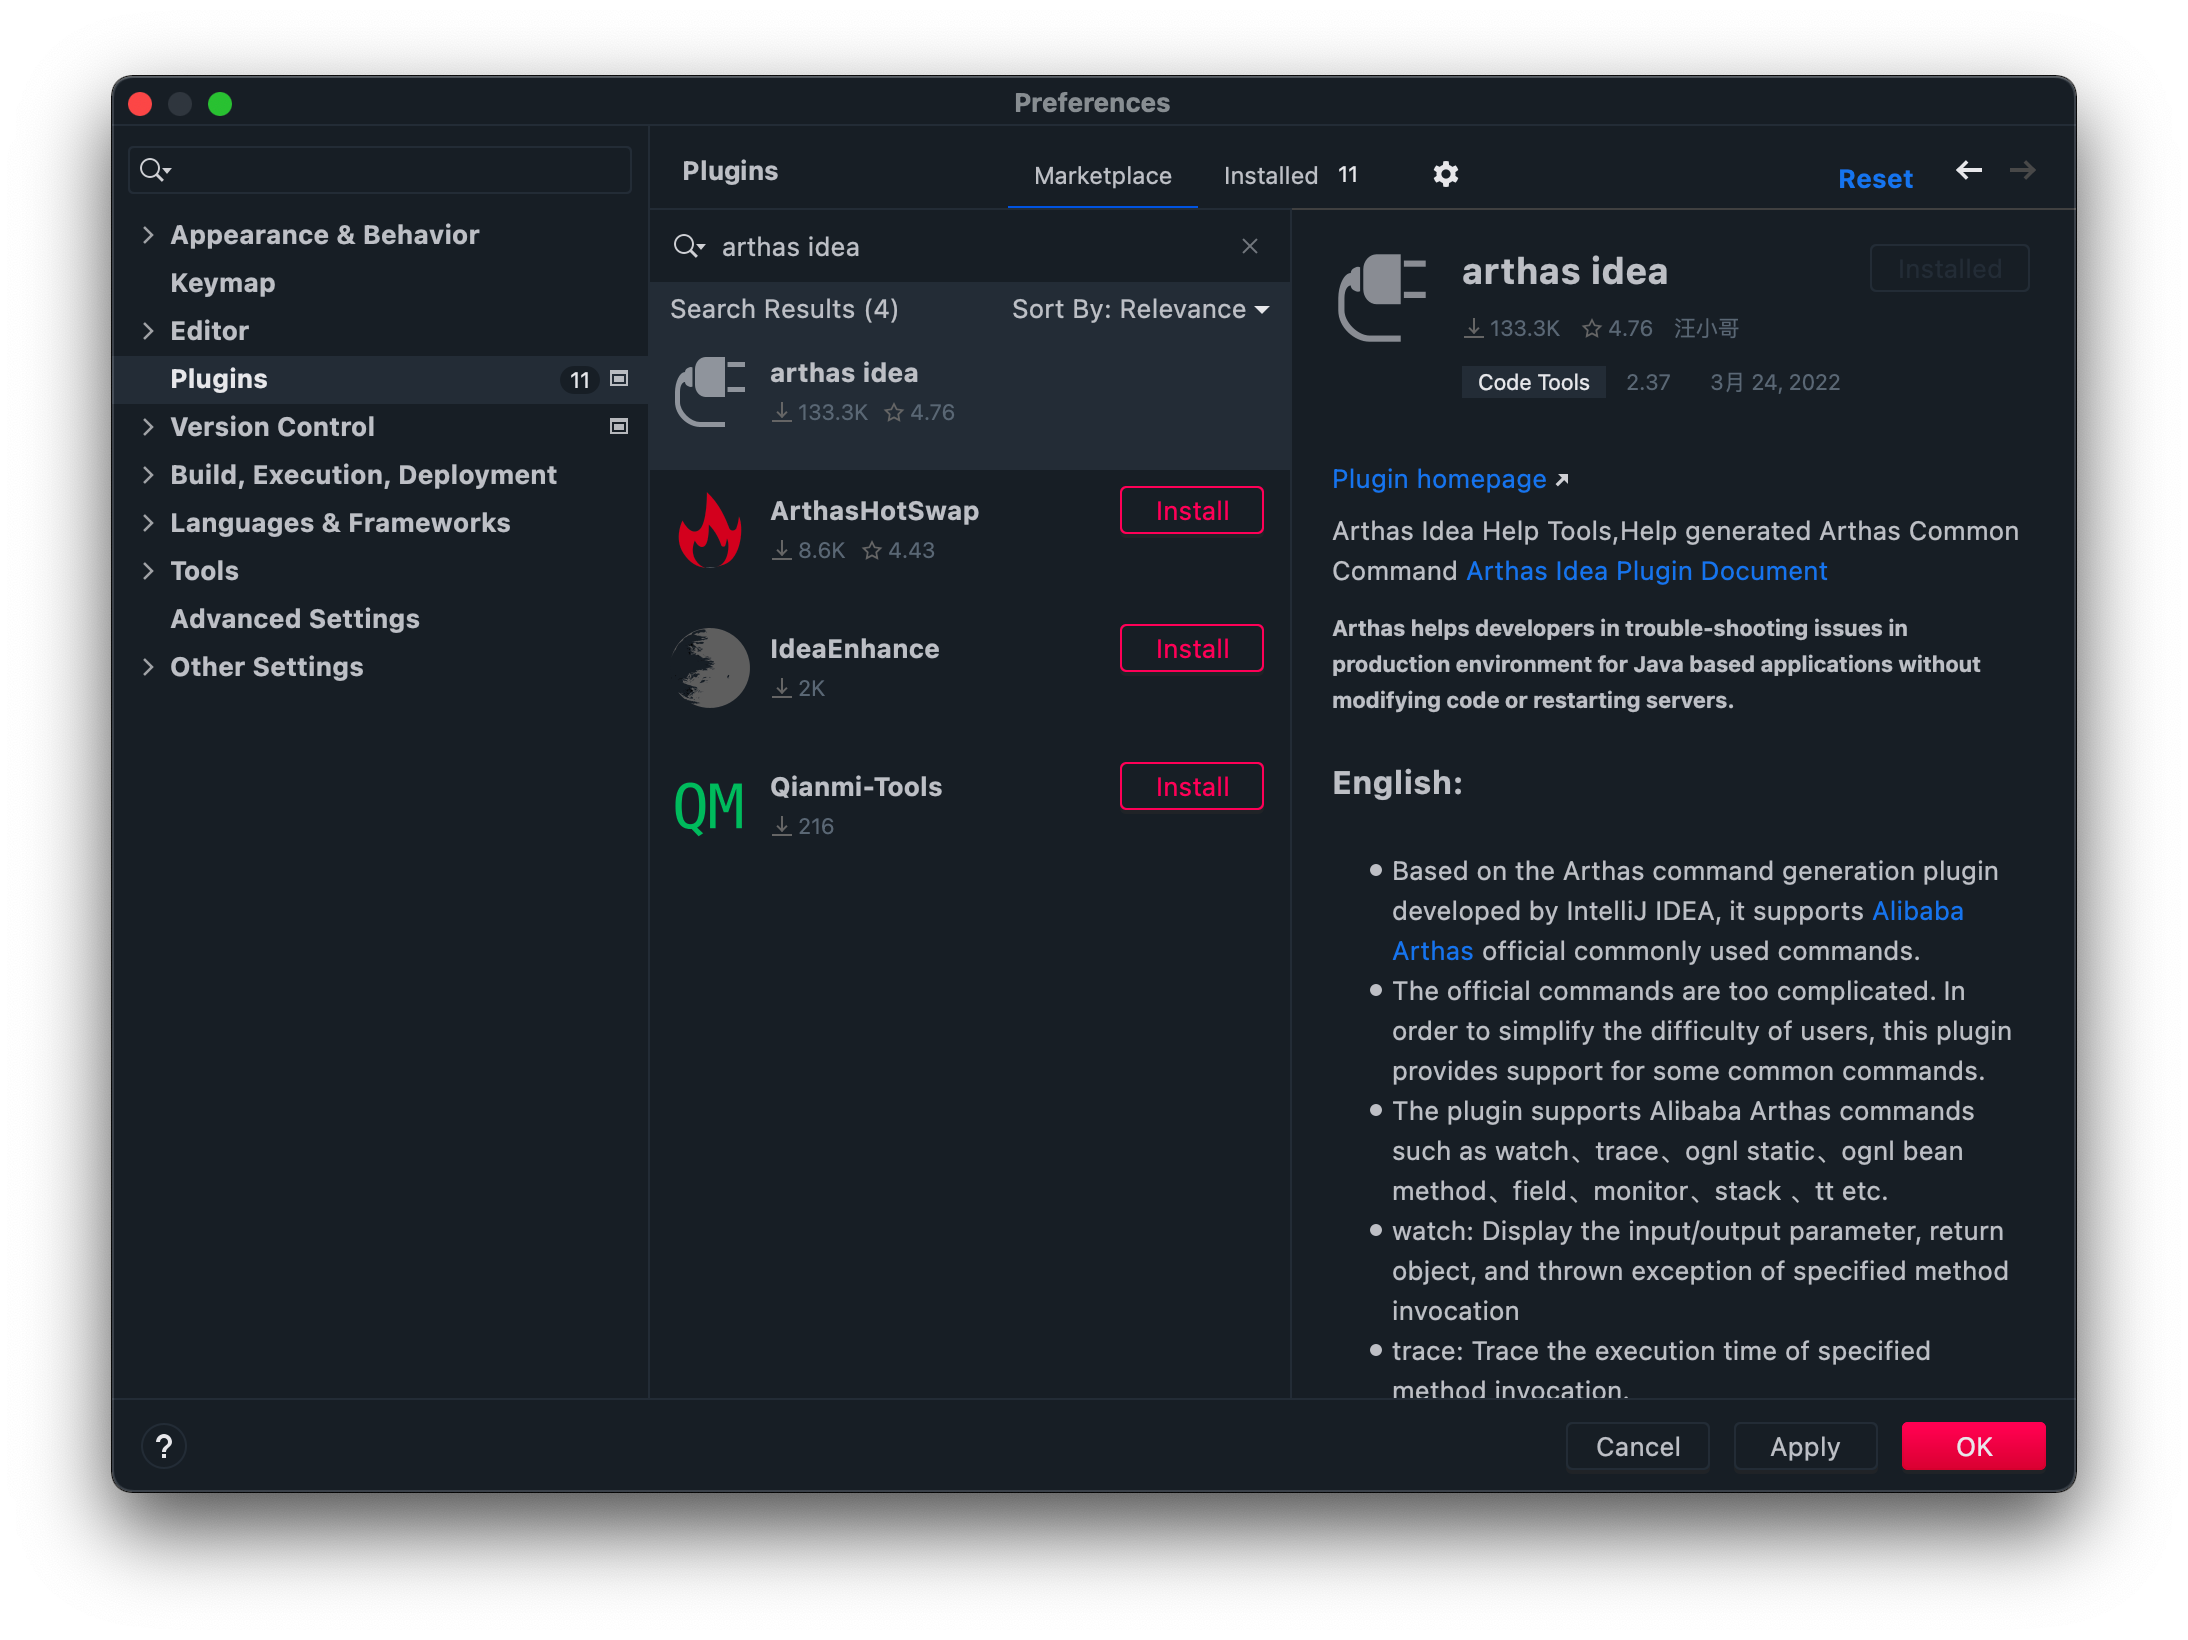 Preferences
Appearance & Behavior
Keymap
Editor
Plugins 11
Version Control
Build, Execution, Deployment
Languages & Frameworks
Tools
Advanced Settings
Other Settings
Plugins Marketplace Installed 11 Reset
arthas idea
Search Results (4) Sort By: Relevance
arthas idea
133.3K 4.76
ArthasHotSwap Install
8.6K 4.43
IdeaEnhance Install
2K
QM Qianmi-Tools Install
216
arthas idea Installed
133.3K 4.76 汪小哥
Code Tools 2.37 3月 24, 2022
Plugin homepage
Arthas Idea Help Tools,Help generated Arthas Common
Command Arthas Idea Plugin Document
Arthas helps developers in trouble-shooting issues in
production environment for Java based applications without
modifying code or restarting servers.
English:
Based on the Arthas command generation plugin
developed by IntelliJ IDEA, it supports Alibaba
Arthas official commonly used commands.
The official commands are too complicated. In
order to simplify the difficulty of users, this plugin
provides support for some common commands.
The plugin supports Alibaba Arthas commands
such as watch、trace、ognl static、ognl bean
method、field、monitor、stack 、tt etc.
watch: Display the input/output parameter, return
object, and thrown exception of specified method
invocation
trace: Trace the execution time of specified
method invocation.
? Cancel Apply OK